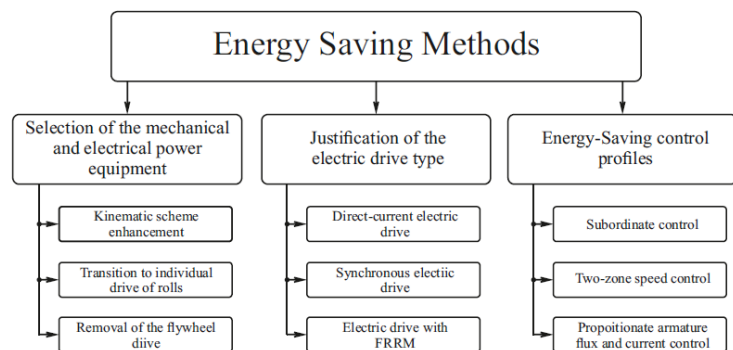 Energy Saving Methods
Selection of the mechanical
and electrical power
equipment
Kinematic scheme
enhancement
Transition to individual
drive of rolls
Removal of the flywheel
diive
Justification of the
electric drive type
Direct-current electric
drive
Synchronous electiic
drive
Electric drive with
FRRM
Energy-Saving control
profiles
Subordinate control
Two-zone speed control
Propoitionate armature
flux and current control